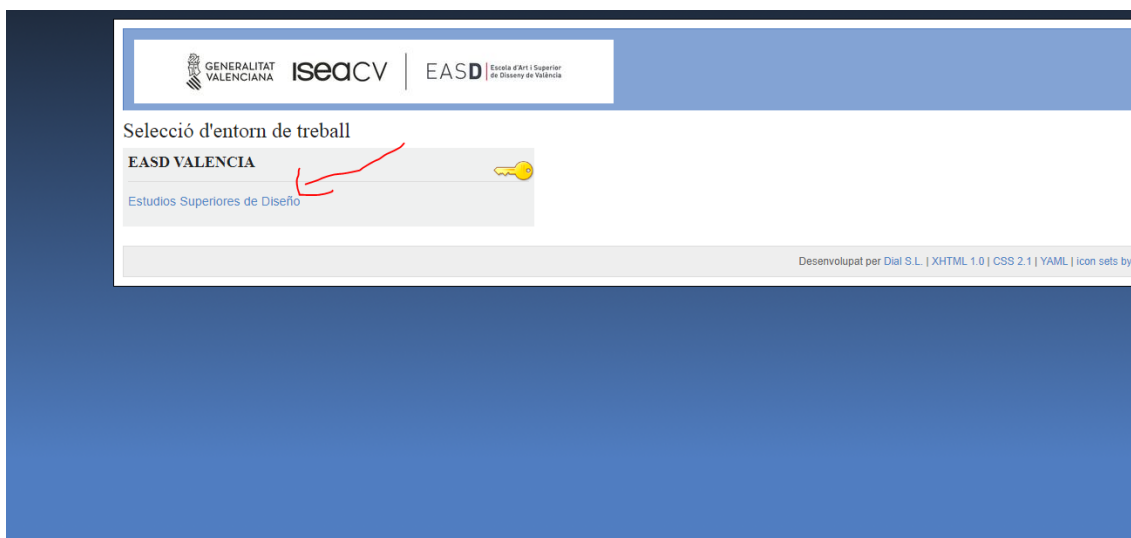 GENERALITAT
VALENCIANA
ISEACV
EASD
Escola d'Art i Superior
de Disseny de València
Selecció d'entorn de treball
EASD VALENCIA
Estudios Superiores de Diseño
Desenvolupat per Dial S.L. | XHTML 1.0 | CSS 2.1 | YAML | icon sets by